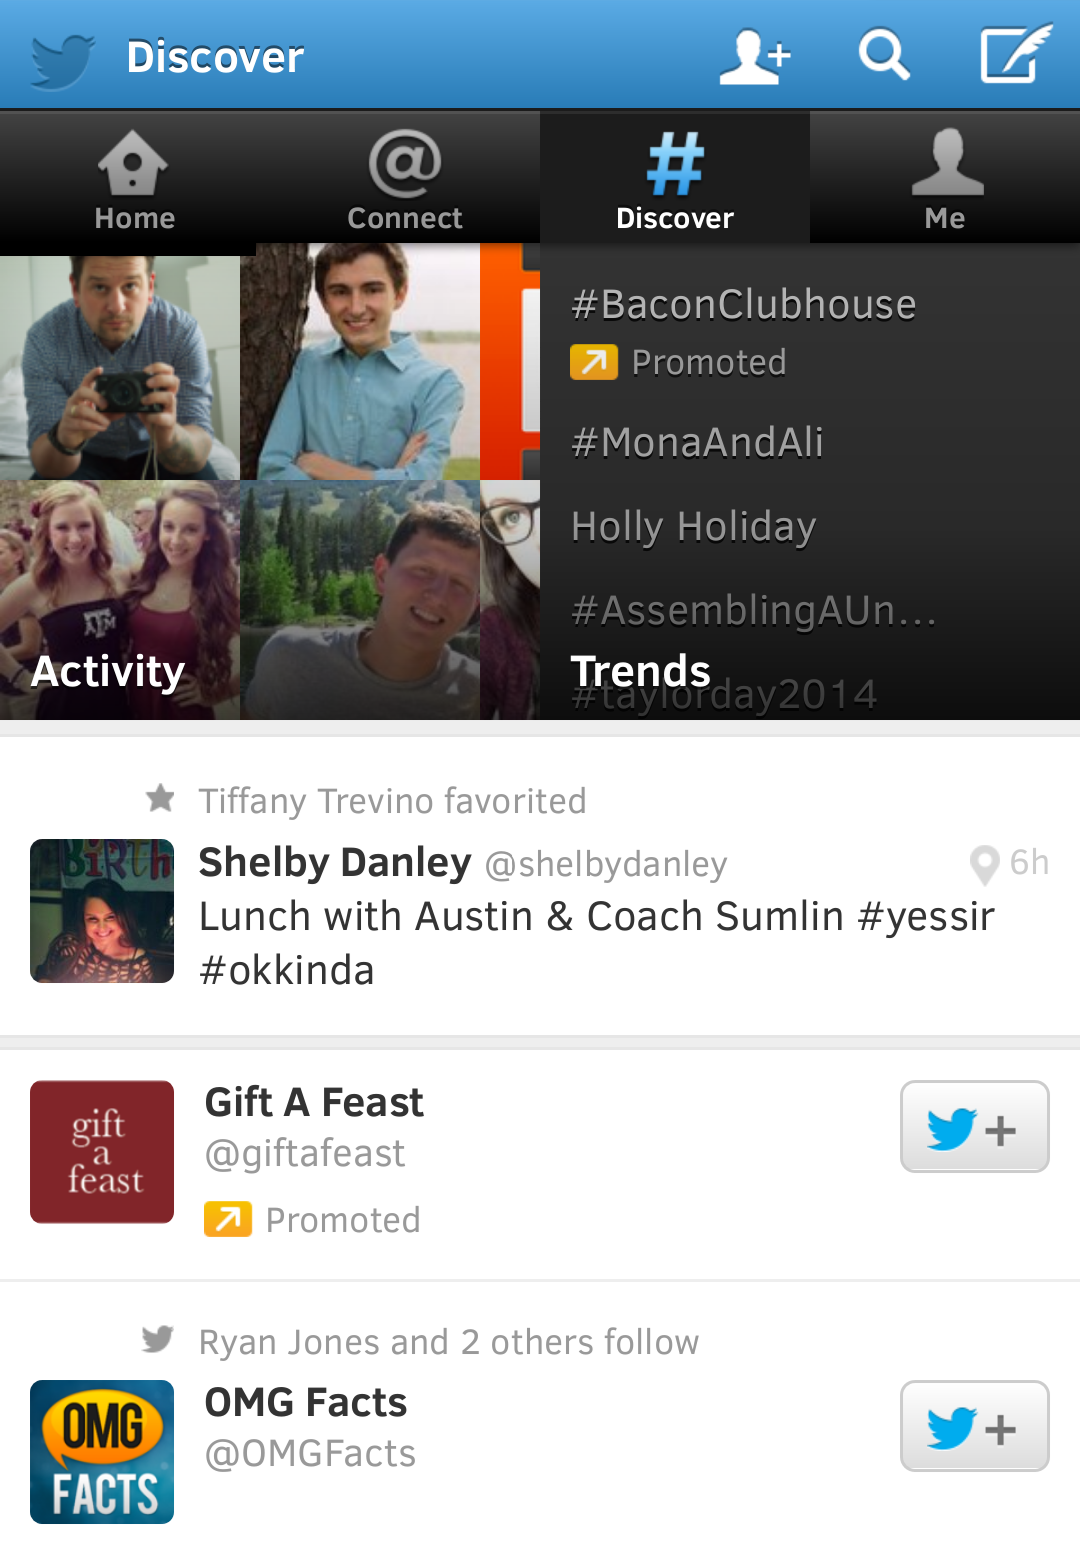 Discover
Home
Connect
Discover
Me
#BaconClubhouse
Promoted
#MonaAndAli
Holly Holiday
#AssemblingAUn...
#taylorday2014
Activity
Trends
Tiffany Trevino favorited
Shelby Danley @shelbydanley 6h
Lunch with Austin & Coach Sumlin #yessir
#okkinda
gift
a
feast
Gift A Feast
@giftafeast
Promoted
Ryan Jones and 2 others follow
OMG
FACTS
OMG Facts
@OMGFacts